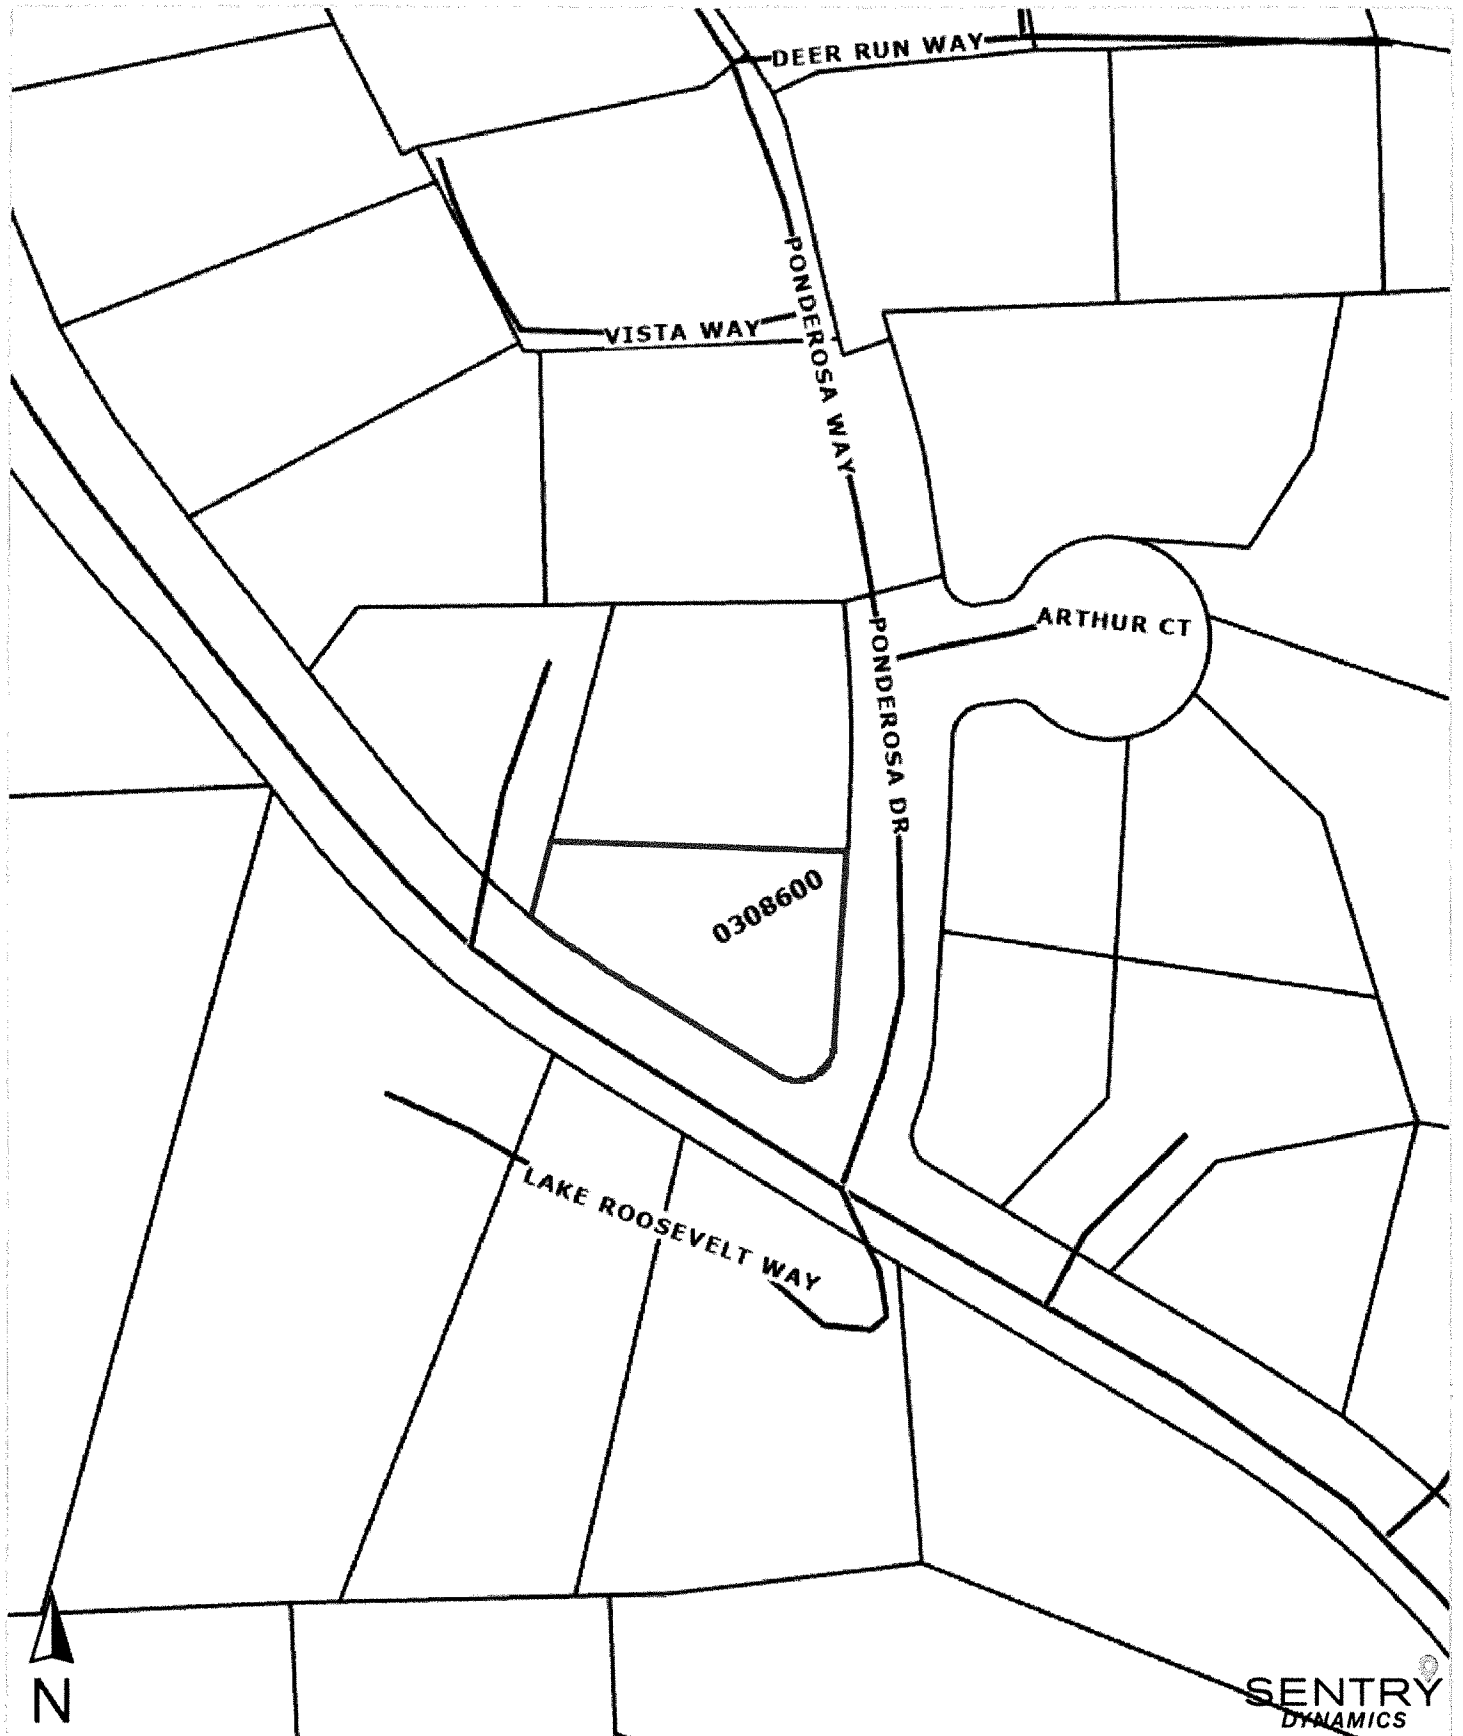 DEER RUN WAY
PONDEROSA WAY
VISTA WAY
ARTHUR CT
PONDEROSA DR
0308600
LAKE ROOSEVELT WAY
N
SENTRY
DYNAMICS